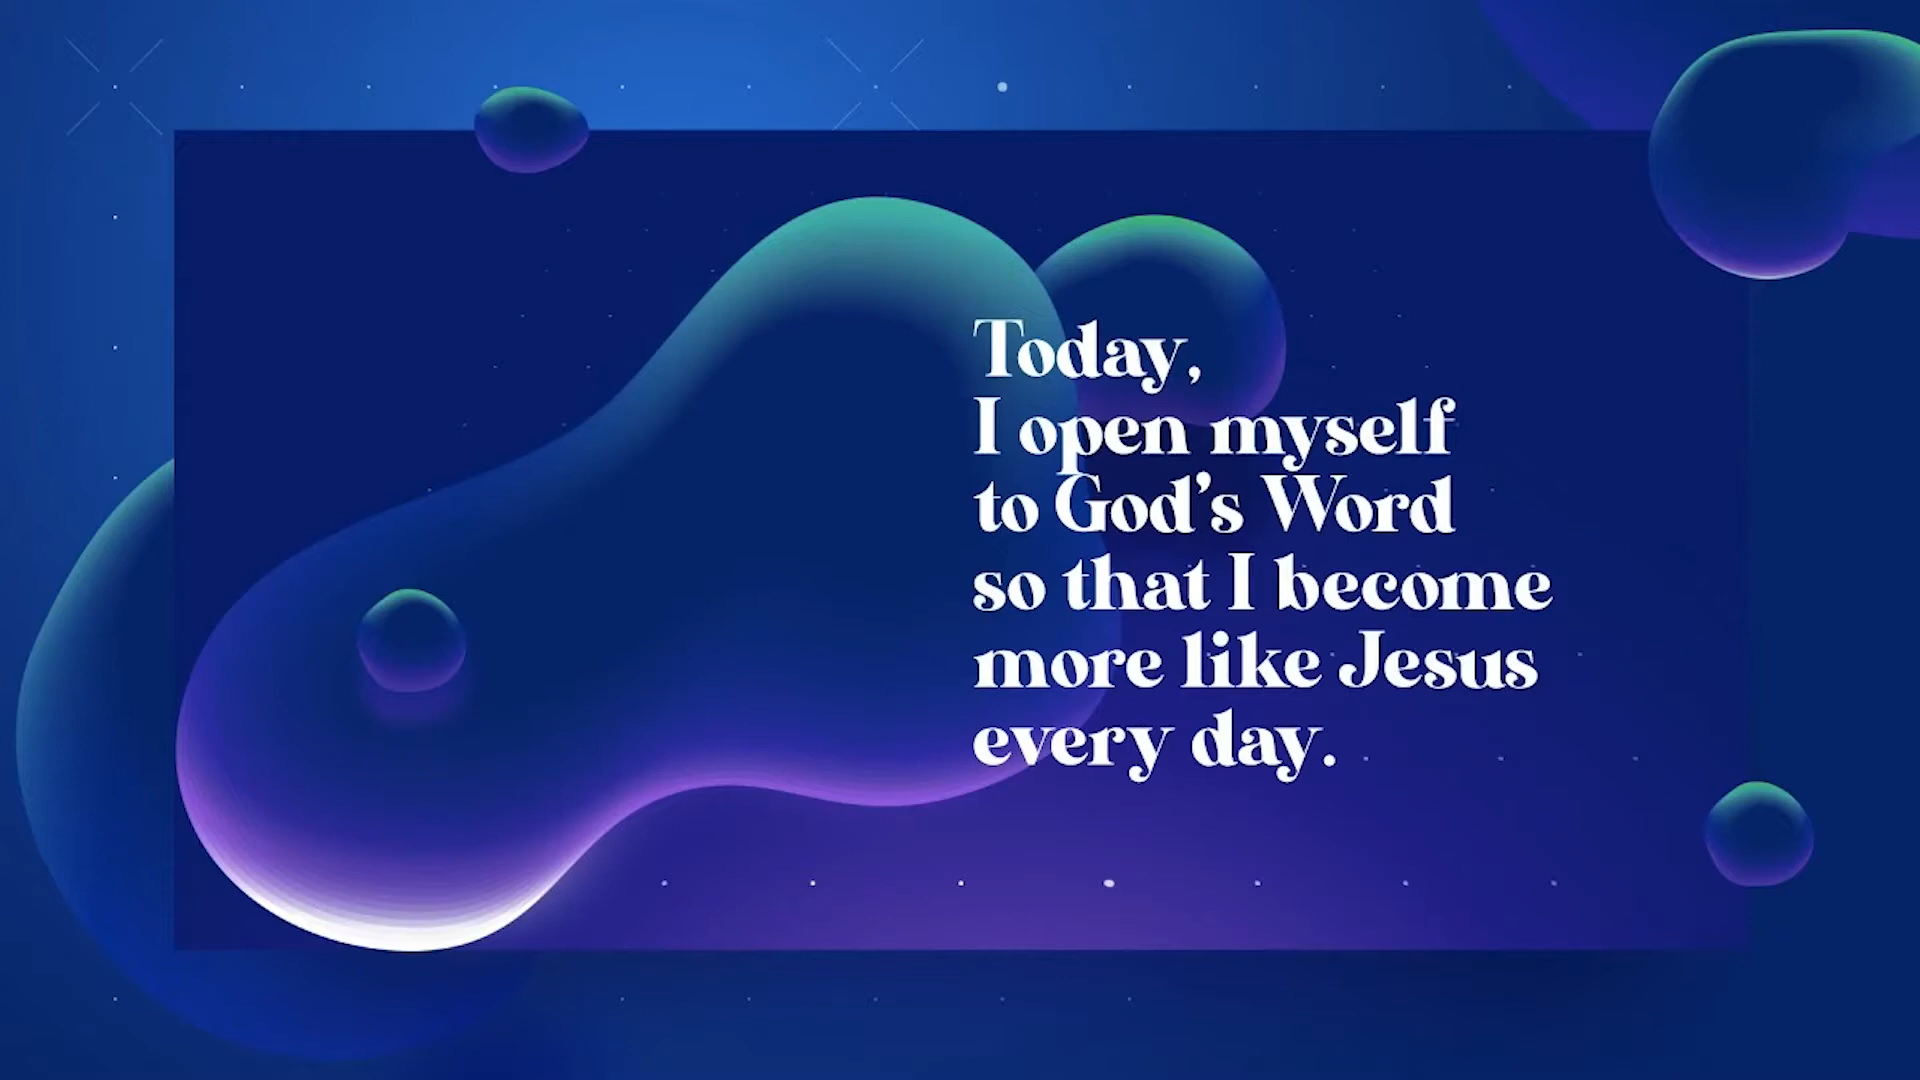 Today,
I open myself
to God's Word
so that I become
more like Jesus
every day.